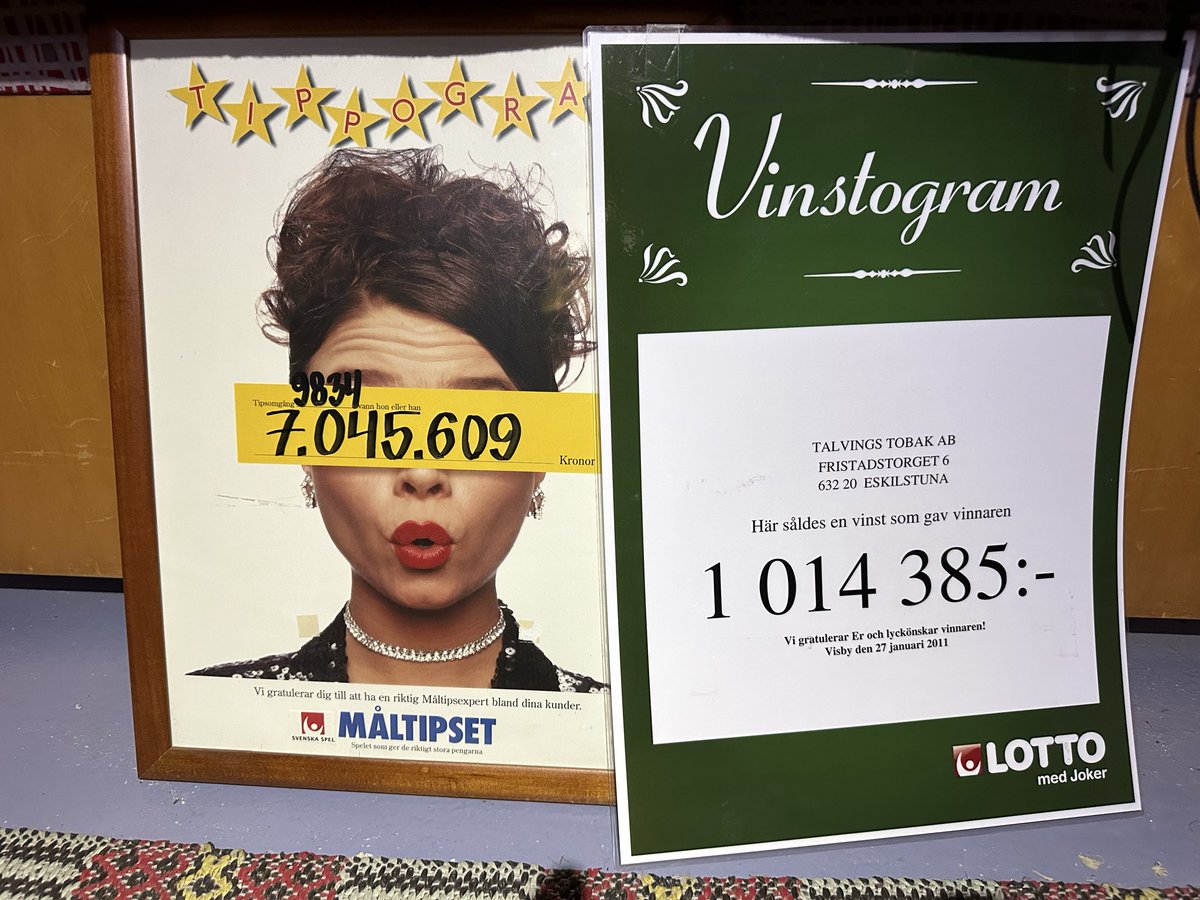 TIPPOGRA
9834
Tipsomgång vann hon eller han
7.045.609
Kronor
Vi gratulerar dig till att ha en riktig Måltipsexpert bland dina kunder.
SVENSKA SPEL MÅLTIPSET
Spelet som ger de riktigt stora pengarna
Vinstogram
TALVINGS TOBAK AB
FRISTADSTORGET 6
632 20 ESKILSTUNA
Här såldes en vinst som gav vinnaren
1 014 385:-
Vi gratulerar Er och lyckönskar vinnaren!
Visby den 27 januari 2011
LOTTO
med Joker